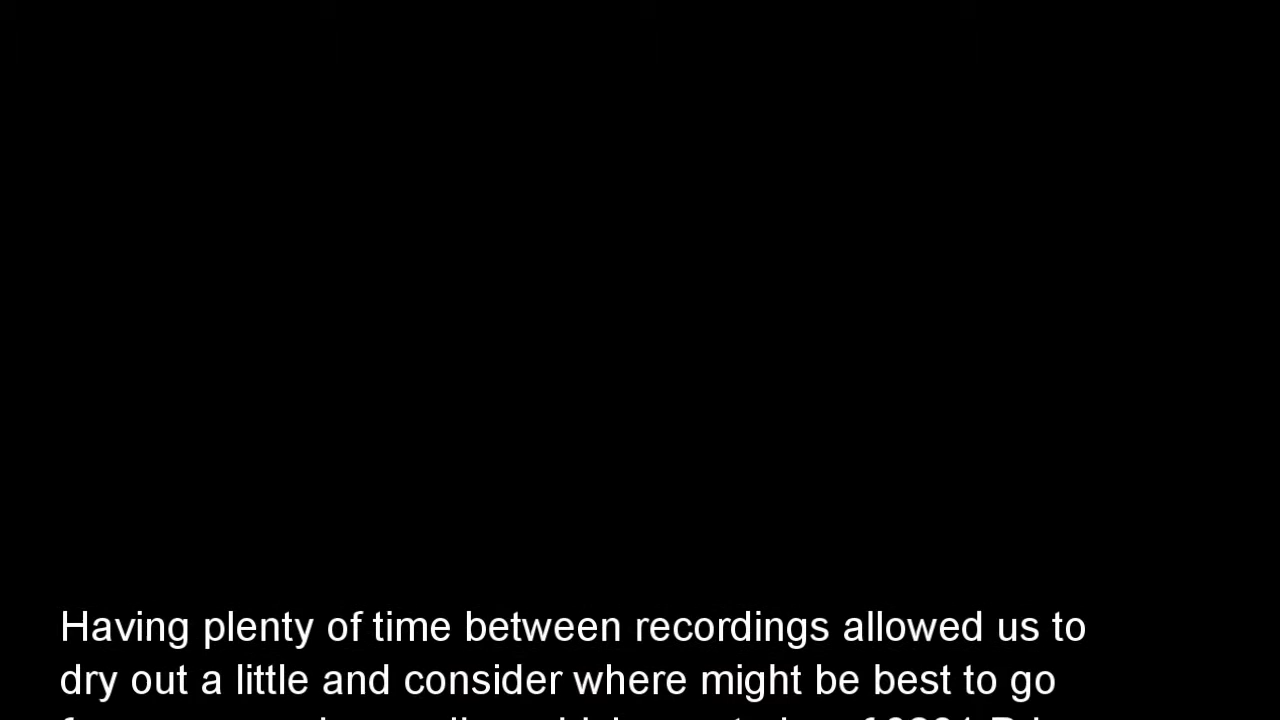 Having plenty of time between recordings allowed us to
dry out a little and consider where might be best to go